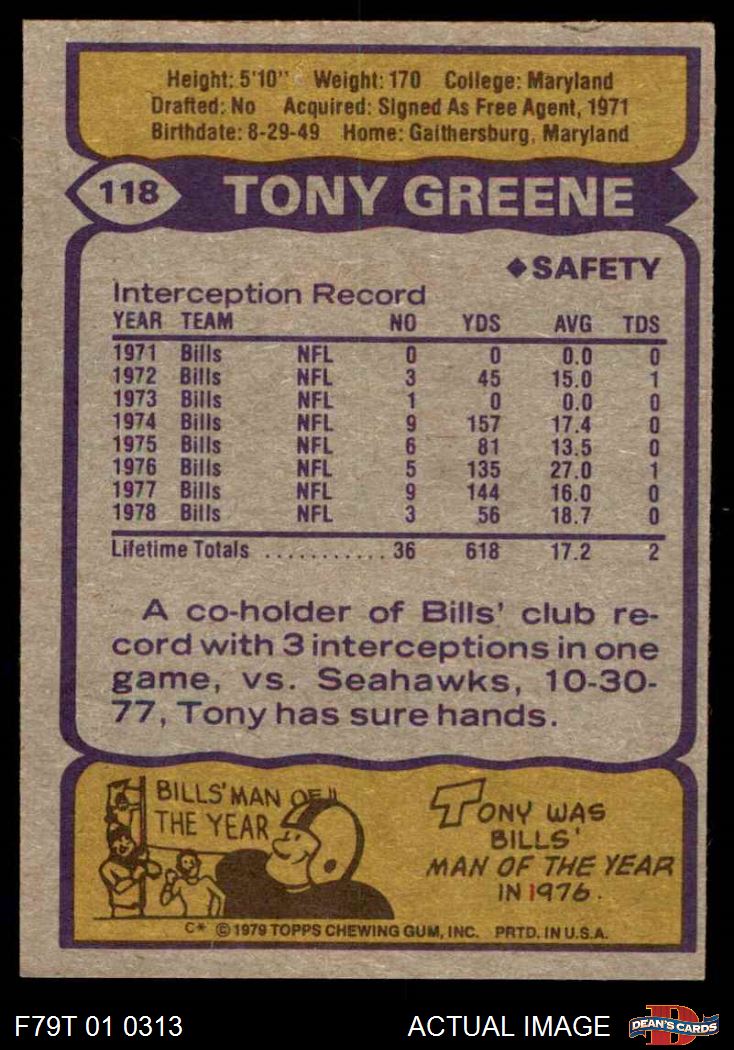 Height: 5'10" Weight: 170 College: Maryland
Drafted: No Acquired: Signed As Free Agent, 1971
Birthdate: 8-29-49 Home: Gaithersburg, Maryland
118 TONY GREENE
◆SAFETY
Interception Record
YEAR TEAM NO YDS AVG TDS
1971 Bills NFL 0 0 0.0 0
1972 Bills NFL 3 45 15.0 1
1973 Bills NFL 1 0 0.0 0
1974 Bills NFL 9 157 17.4 0
1975 Bills NFL 6 81 13.5 0
1976 Bills NFL 5 135 27.0 1
1977 Bills NFL 9 144 16.0 0
1978 Bills NFL 3 56 18.7 0
Lifetime Totals ........... 36 618 17.2 2
A co-holder of Bills' club re-
cord with 3 interceptions in one
game, vs. Seahawks, 10-30-
77, Tony has sure hands.
BILLS' MAN OF
THE YEAR
TONY WAS
BILLS'
MAN OF THE YEAR
IN 1976.
C* © 1979 TOPPS CHEWING GUM, INC. PRTD. IN U.S.A.
F79T 01 0313 ACTUAL IMAGE D DEAN'S CARDS